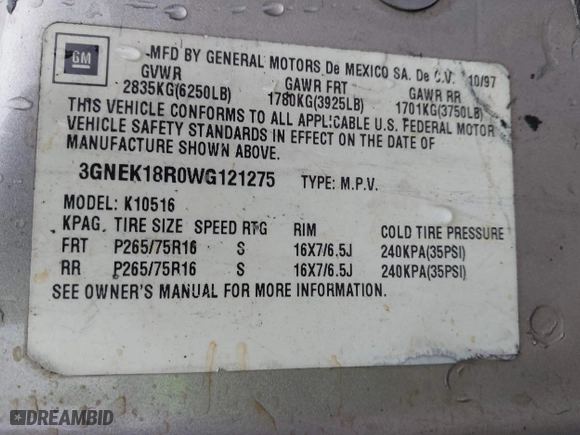 GM
MFD BY GENERAL MOTORS De MEXICO SA. De C.V. 10/97
GVWR GAWR FRT GAWR RR
2835KG(6250LB) 1780KG(3925LB) 1701KG(3750LB)
THIS VEHICLE CONFORMS TO ALL APPLICABLE U.S. FEDERAL MOTOR
VEHICLE SAFETY STANDARDS IN EFFECT ON THE DATE OF
MANUFACTURE SHOWN ABOVE.
3GNEK18R0WG121275 TYPE: M.P.V.
MODEL: K10516
KPAG. TIRE SIZE SPEED RTG RIM COLD TIRE PRESSURE
FRT P265/75R16 S 16X7/6.5J 240KPA(35PSI)
RR P265/75R16 S 16X7/6.5J 240KPA(35PSI)
SEE OWNER'S MANUAL FOR MORE INFORMATION.
DREAMBID